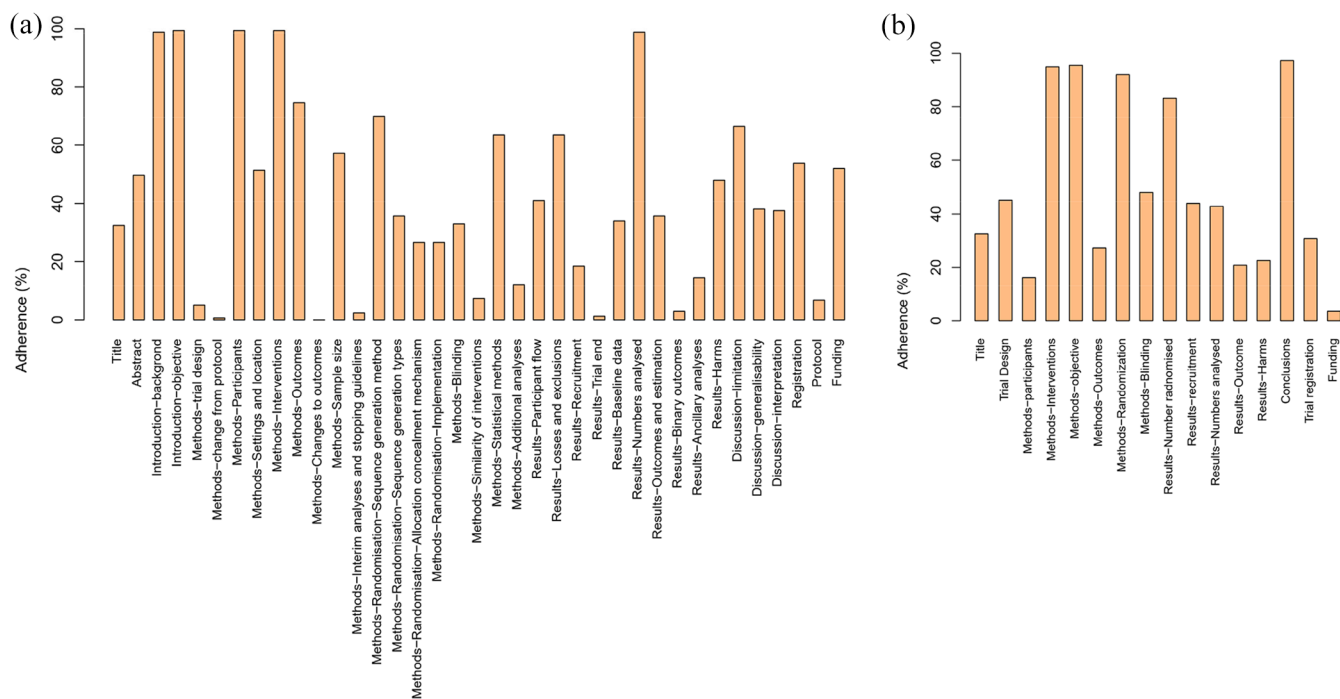 (a)
Adherence (%)
100
80
60
40
20
0
Title
Abstract
Introduction−backgrond
Introduction−objective
Methods−trial design
Methods−change from protocol
Methods−Participants
Methods−Settings and location
Methods−Interventions
Methods−Outcomes
Methods−Changes to outcomes
Methods−Sample size
Methods−Interim analyses and stopping guidelines
Methods−Randomisation−Sequence generation method
Methods−Randomisation−Sequence generation types
Methods−Randomisation−Allocation concealment mechanism
Methods−Randomisation−Implementation
Methods−Blinding
Methods−Similarity of interventions
Methods−Statistical methods
Methods−Additional analyses
Results−Participant flow
Results−Losses and exclusions
Results−Recruitment
Results−Trial end
Results−Baseline data
Results−Numbers analysed
Results−Outcomes and estimation
Results−Binary outcomes
Results−Ancillary analyses
Results−Harms
Discussion−limitation
Discussion−generalisability
Discussion−interpretation
Registration
Protocol
Funding
(b)
Adherence (%)
100
80
60
40
20
0
Title
Trial Design
Methods−participants
Methods−Interventions
Methods−objective
Methods−Outcomes
Methods−Randomization
Methods−Blinding
Results−Number radnomised
Results−recruitment
Results−Numbers analysed
Results−Outcome
Results−Harms
Conclusions
Trial registration
Funding